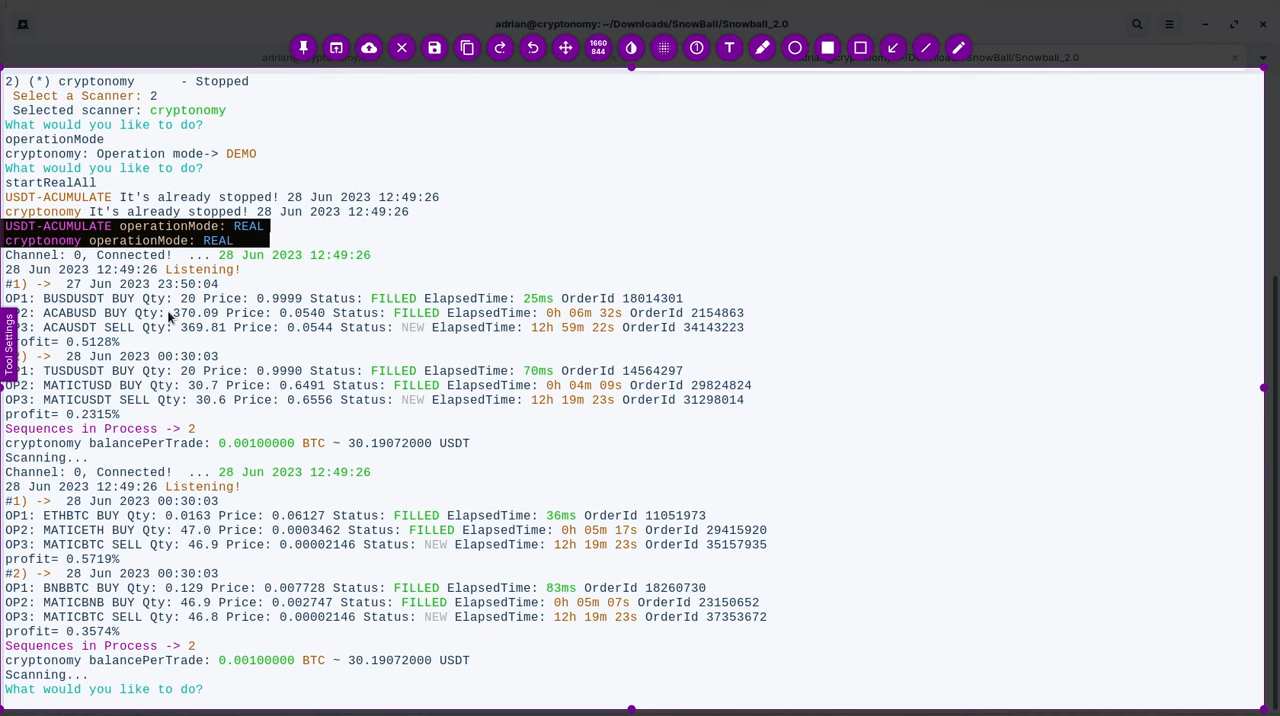 adrian@cryptonomy: ~/Downloads/SnowBall/Snowball_2.0
1660
844
T
/Downloads/SnowBall/Snowball_2.0
2) (*) cryptonomy      - Stopped
Select a Scanner: 2
Selected scanner: cryptonomy
What would you like to do?
operationMode
cryptonomy: Operation mode-> DEMO
What would you like to do?
startRealAll
USDT-ACUMULATE It's already stopped! 28 Jun 2023 12:49:26
cryptonomy It's already stopped! 28 Jun 2023 12:49:26
USDT-ACUMULATE operationMode: REAL
cryptonomy operationMode: REAL
Channel: 0, Connected!  ... 28 Jun 2023 12:49:26
28 Jun 2023 12:49:26 Listening!
#1) ->  27 Jun 2023 23:50:04
OP1: BUSDUSDT BUY Qty: 20 Price: 0.9999 Status: FILLED ElapsedTime: 25ms OrderId 18014301
P2: ACABUSD BUY Qty: 370.09 Price: 0.0540 Status: FILLED ElapsedTime: 0h 06m 32s OrderId 2154863
P3: ACAUSDT SELL Qty: 369.81 Price: 0.0544 Status: NEW ElapsedTime: 12h 59m 22s OrderId 34143223
rofit= 0.5128%
) ->  28 Jun 2023 00:30:03
P1: TUSDUSDT BUY Qty: 20 Price: 0.9990 Status: FILLED ElapsedTime: 70ms OrderId 14564297
OP2: MATICTUSD BUY Qty: 30.7 Price: 0.6491 Status: FILLED ElapsedTime: 0h 04m 09s OrderId 29824824
OP3: MATICUSDT SELL Qty: 30.6 Price: 0.6556 Status: NEW ElapsedTime: 12h 19m 23s OrderId 31298014
profit= 0.2315%
Sequences in Process -> 2
cryptonomy balancePerTrade: 0.00100000 BTC ~ 30.19072000 USDT
Scanning...
Channel: 0, Connected!  ... 28 Jun 2023 12:49:26
28 Jun 2023 12:49:26 Listening!
#1) ->  28 Jun 2023 00:30:03
OP1: ETHBTC BUY Qty: 0.0163 Price: 0.06127 Status: FILLED ElapsedTime: 36ms OrderId 11051973
OP2: MATICETH BUY Qty: 47.0 Price: 0.0003462 Status: FILLED ElapsedTime: 0h 05m 17s OrderId 29415920
OP3: MATICBTC SELL Qty: 46.9 Price: 0.00002146 Status: NEW ElapsedTime: 12h 19m 23s OrderId 35157935
profit= 0.5719%
#2) ->  28 Jun 2023 00:30:03
OP1: BNBBTC BUY Qty: 0.129 Price: 0.007728 Status: FILLED ElapsedTime: 83ms OrderId 18260730
OP2: MATICBNB BUY Qty: 46.9 Price: 0.002747 Status: FILLED ElapsedTime: 0h 05m 07s OrderId 23150652
OP3: MATICBTC SELL Qty: 46.8 Price: 0.00002146 Status: NEW ElapsedTime: 12h 19m 23s OrderId 37353672
profit= 0.3574%
Sequences in Process -> 2
cryptonomy balancePerTrade: 0.00100000 BTC ~ 30.19072000 USDT
Scanning...
What would you like to do?
Tool Settings